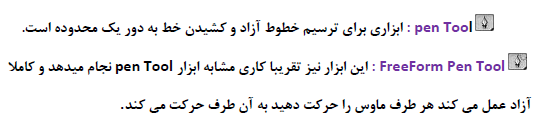 pen Tool : ابزاری برای ترسیم خطوط آزاد و کشیدن خط به دور یک محدوده است.
FreeForm Pen Tool : این ابزار نیز تقریبا کاری مشابه ابزار pen Tool نجام میدهد و کاملا
آزاد عمل می کند هر طرف ماوس را حرکت دهید به آن طرف حرکت می کند.